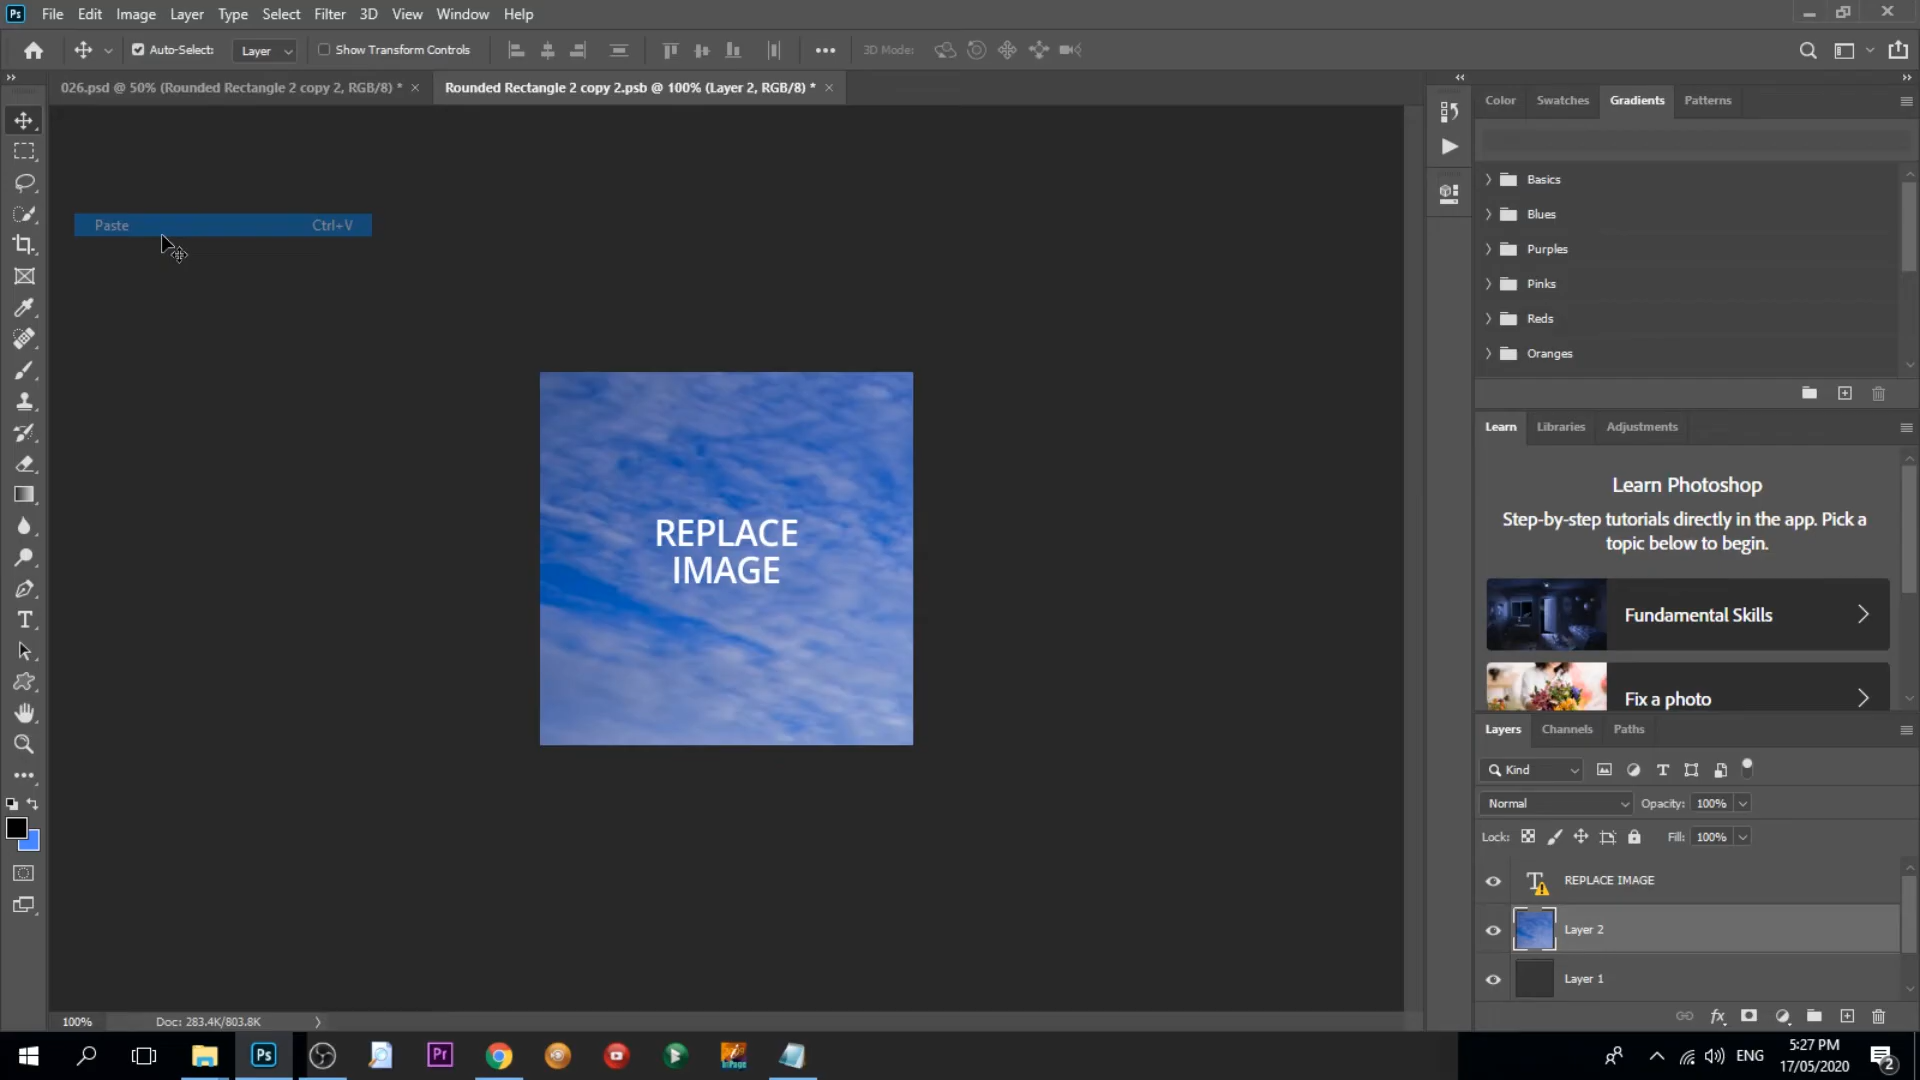 Ps File Edit Image Layer Type Select Filter 3D View Window Help
Auto-Select: Layer Show Transform Controls 3D Mode:
026.psd @ 50% (Rounded Rectangle 2 copy 2, RGB/8) * Rounded Rectangle 2 copy 2.psb @ 100% (Layer 2, RGB/8) *
Paste Ctrl+V
REPLACE
IMAGE
Color Swatches Gradients Patterns
Basics
Blues
Purples
Pinks
Reds
Oranges
Learn Libraries Adjustments
Learn Photoshop
Step-by-step tutorials directly in the app. Pick a
topic below to begin.
Fundamental Skills
Fix a photo
Layers Channels Paths
Kind
Normal Opacity: 100%
Lock: Fill: 100%
REPLACE IMAGE
Layer 2
Layer 1
fx
100% Doc: 283.4K/803.8K
Ps Pr ENG 5:27 PM
17/05/2020 2